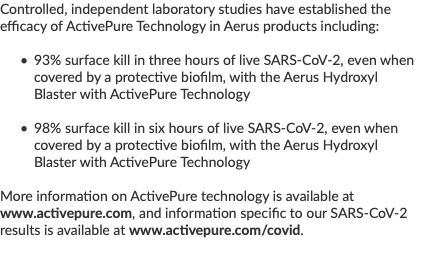 Controlled, independent laboratory studies have established the
efficacy of ActivePure Technology in Aerus products including:
• 93% surface kill in three hours of live SARS-CoV-2, even when
covered by a protective biofilm, with the Aerus Hydroxyl
Blaster with ActivePure Technology
• 98% surface kill in six hours of live SARS-CoV-2, even when
covered by a protective biofilm, with the Aerus Hydroxyl
Blaster with ActivePure Technology
More information on ActivePure technology is available at
www.activepure.com, and information specific to our SARS-CoV-2
results is available at www.activepure.com/covid.